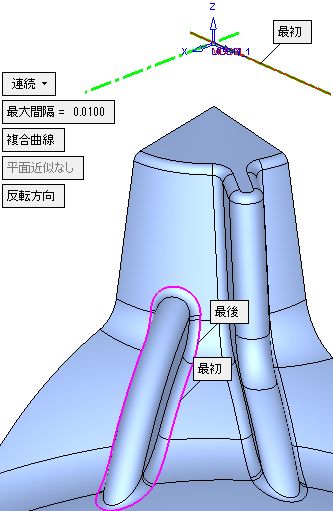 Z
最初
X
連続
最大間隔 = 0.0100
複合曲線
平面近似なし
反転方向
最後
最初